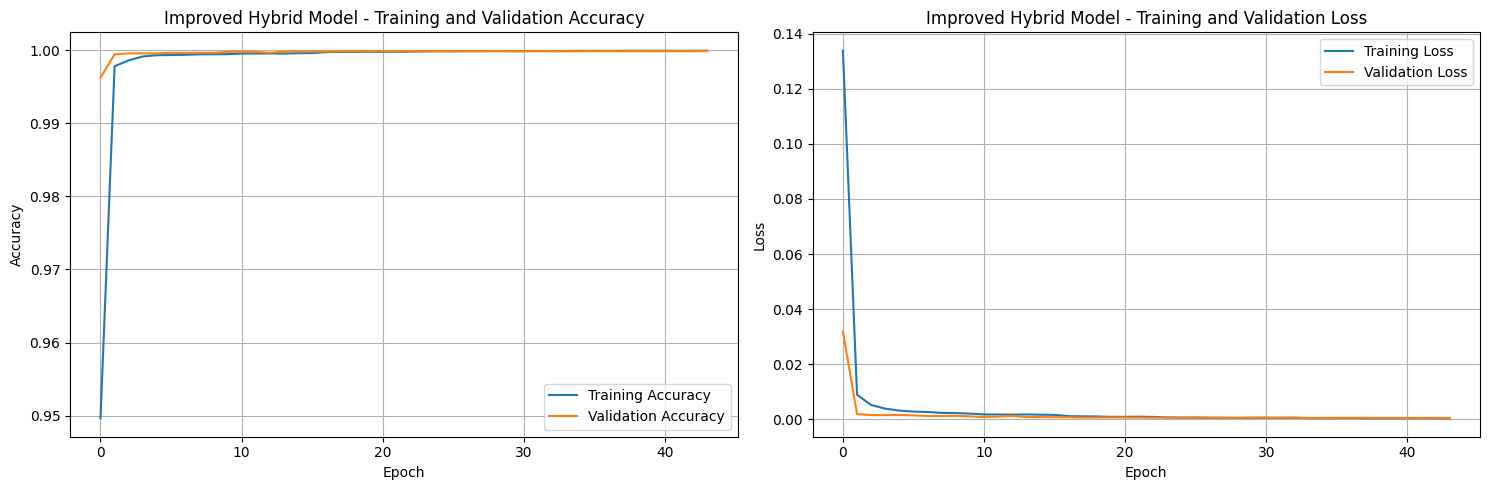 Improved Hybrid Model - Training and Validation Accuracy
1.00
0.99
0.98
0.97
0.96
0.95
Accuracy
0 10 20 30 40
Epoch
Training Accuracy
Validation Accuracy
Improved Hybrid Model - Training and Validation Loss
0.14
0.12
0.10
0.08
0.06
0.04
0.02
0.00
Loss
0 10 20 30 40
Epoch
Training Loss
Validation Loss